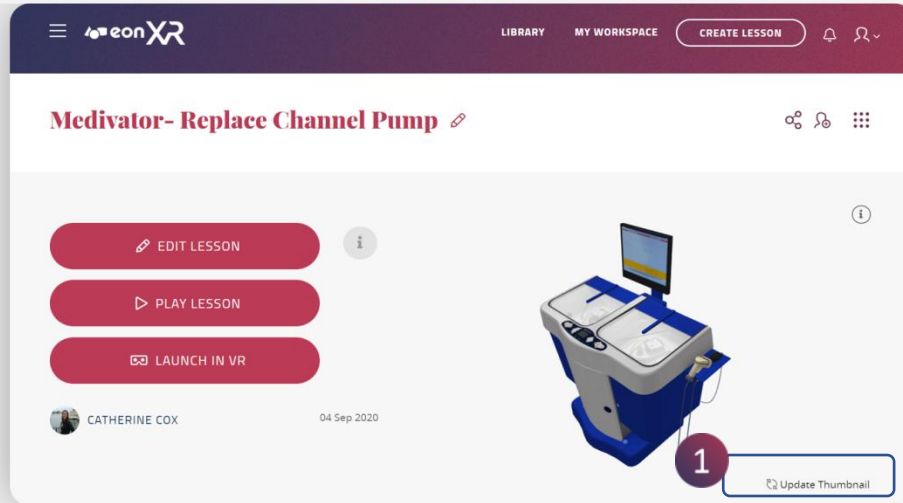 eonXR
LIBRARY MY WORKSPACE CREATE LESSON
Medivator- Replace Channel Pump
EDIT LESSON
i
i
PLAY LESSON
LAUNCH IN VR
CATHERINE COX 04 Sep 2020
1
Update Thumbnail